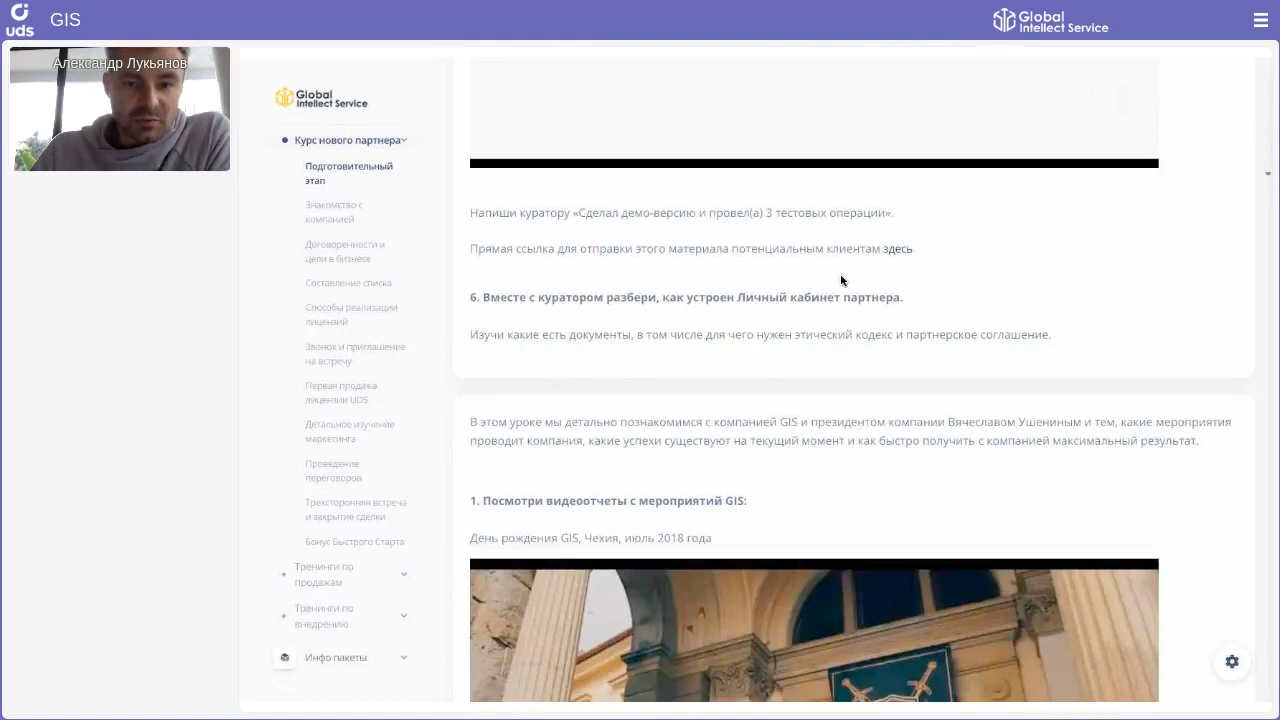 uds
GIS
Global
Intellect Service
Александр Лукьянов
Global
Intellect Service
Курс нового партнера
Подготовительный
этап
Знакомство с
компанией
Договоренности и
цели в бизнесе
Составление списка
Способы реализации
лицензий
Звонок и приглашение
на встречу
Первая продажа
лицензии UDS
Детальное изучение
маркетинга
Проведение
переговоров
Трехсторонняя встреча
и закрытие сделки
Бонус Быстрого Старта
Тренинги по
продажам
Тренинги по
внедрению
Инфо пакеты
Напиши куратору «Сделал демо-версию и провел(а) 3 тестовых операции».
Прямая ссылка для отправки этого материала потенциальным клиентам здесь
6. Вместе с куратором разбери, как устроен Личный кабинет партнера.
Изучи какие есть документы, в том числе для чего нужен этический кодекс и партнерское соглашение.
В этом уроке мы детально познакомимся с компанией GIS и президентом компании Вячеславом Ушениным и тем, какие мероприятия
проводит компания, какие успехи существуют на текущий момент и как быстро получить с компанией максимальный результат.
1. Посмотри видеоотчеты с мероприятий GIS:
День рождения GIS, Чехия, июль 2018 года